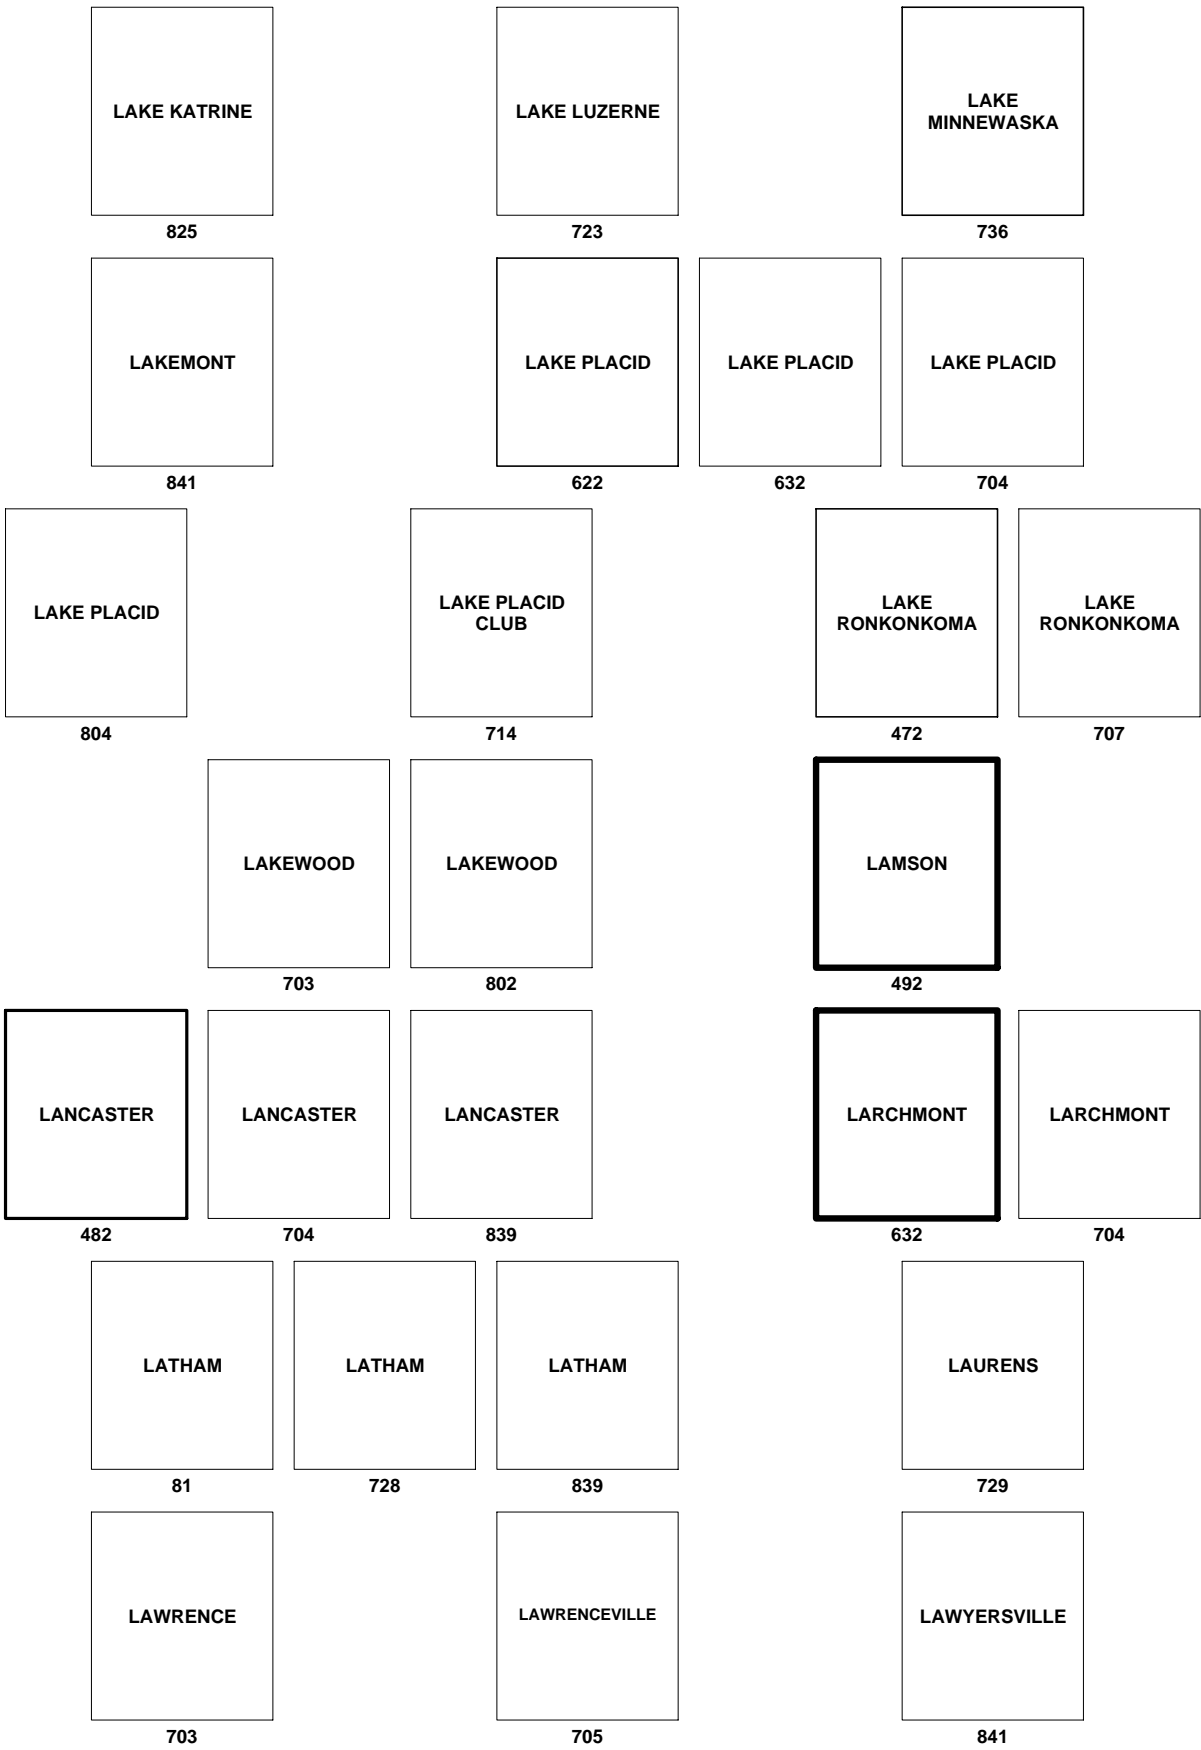 LAKE KATRINE
825
LAKE LUZERNE
723
LAKE
MINNEWASKA
736
LAKEMONT
841
LAKE PLACID
622
LAKE PLACID
632
LAKE PLACID
704
LAKE PLACID
804
LAKE PLACID
CLUB
714
LAKE
RONKONKOMA
472
LAKE
RONKONKOMA
707
LAKEWOOD
703
LAKEWOOD
802
LAMSON
492
LANCASTER
482
LANCASTER
704
LANCASTER
839
LARCHMONT
632
LARCHMONT
704
LATHAM
81
LATHAM
728
LATHAM
839
LAURENS
729
LAWRENCE
703
LAWRENCEVILLE
705
LAWYERSVILLE
841